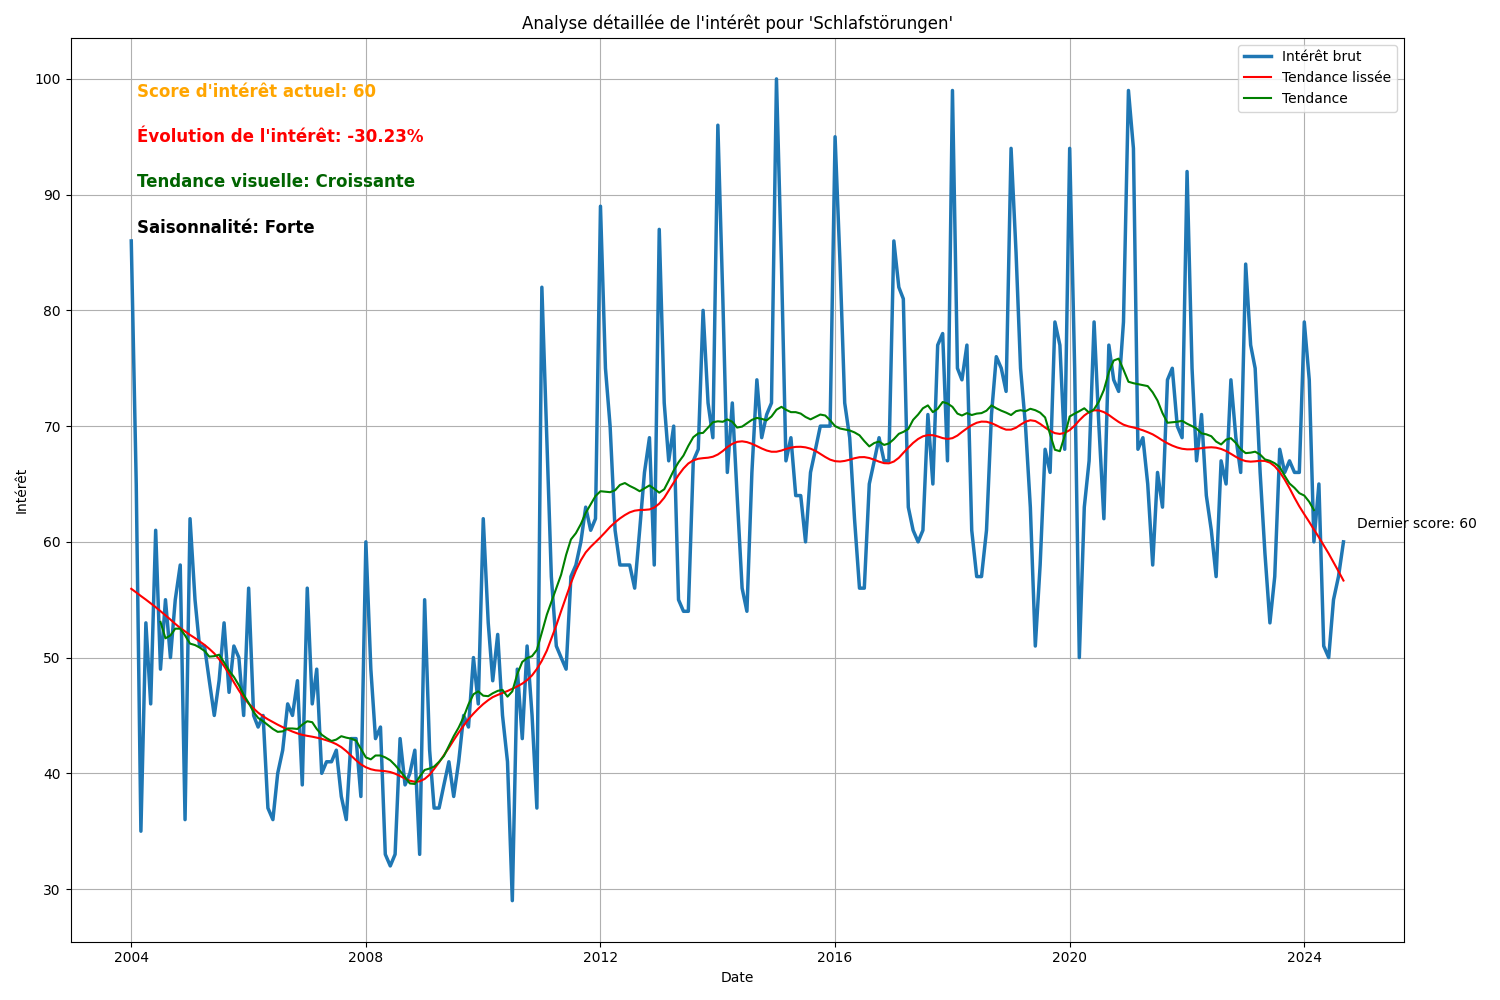 Analyse détaillée de l'intérêt pour 'Schlafstörungen'
Intérêt brut
Tendance lissée
Tendance
Score d'intérêt actuel: 60
Évolution de l'intérêt: -30.23%
Tendance visuelle: Croissante
Saisonnalité: Forte
Dernier score: 60
Intérêt
100
90
80
70
60
50
40
30
2004
2008
2012
2016
2020
2024
Date